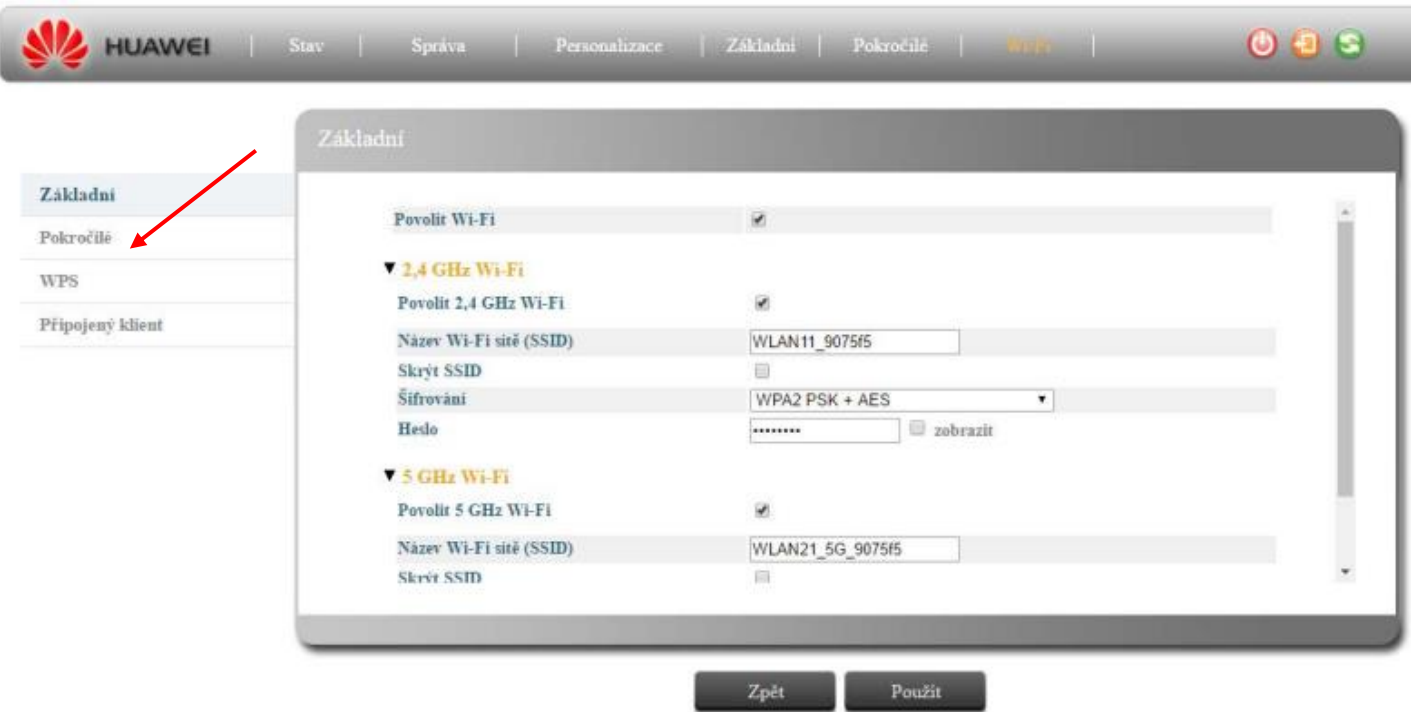 HUAWEI Stav Správa Personalizace Základní Pokročilé Wi-Fi
Základní
Základní
Pokročilé
WPS
Připojený klient
Povolit Wi-Fi
2,4 GHz Wi-Fi
Povolit 2,4 GHz Wi-Fi
Název Wi-Fi sítě (SSID) WLAN11_9075f5
Skrýt SSID
Šifrování WPA2 PSK + AES
Heslo •••••••• zobrazit
5 GHz Wi-Fi
Povolit 5 GHz Wi-Fi
Název Wi-Fi sítě (SSID) WLAN21_5G_9075f5
Skrýt SSID
Zpět Použít